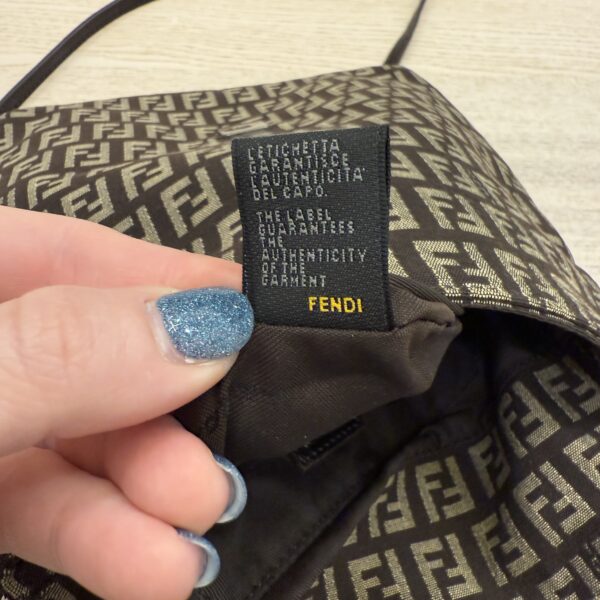 L'ETICHETTA
GARANTISCE
L'AUTENTICITA'
DEL CAPO.
THE LABEL
GUARANTEES
THE
AUTHENTICITY
OF THE
GARMENT
FENDI